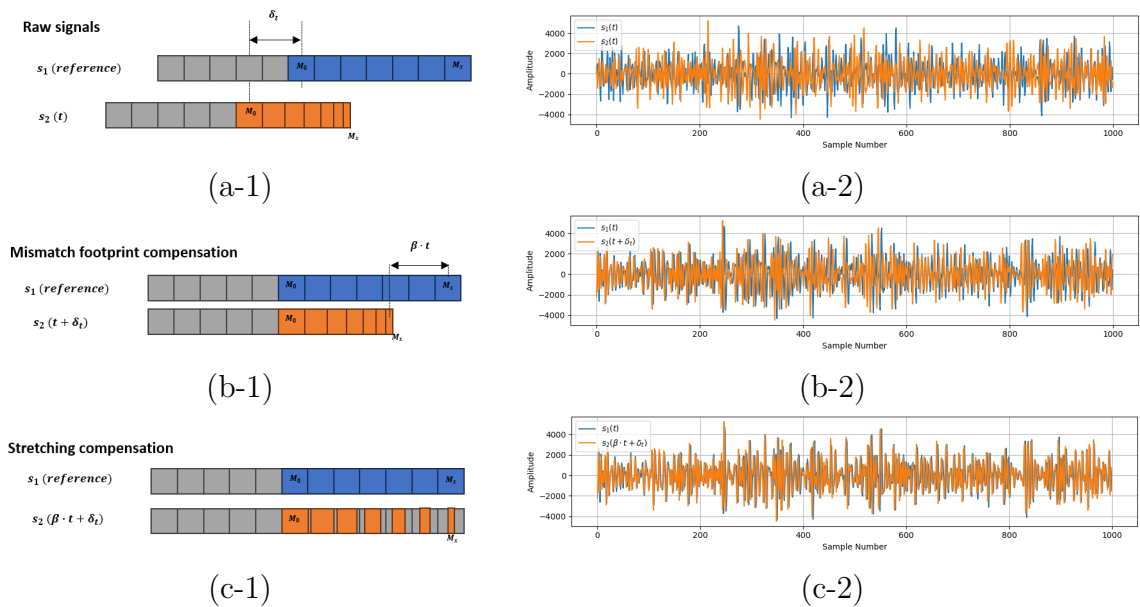 Raw signals
δₜ
s₁ (reference)
M₀
Mₓ
s₂ (t)
M₀
Mₓ
(a-1)
s₁(t)
s₂(t)
Amplitude
4000
2000
0
−2000
−4000
0
200
400
600
800
1000
Sample Number
(a-2)
Mismatch footprint compensation
β · t
s₁ (reference)
M₀
Mₓ
s₂ (t + δₜ)
M₀
Mₓ
(b-1)
s₁(t)
s₂(t + δₜ)
Amplitude
4000
2000
0
−2000
−4000
0
200
400
600
800
1000
Sample Number
(b-2)
Stretching compensation
s₁ (reference)
M₀
Mₓ
s₂ (β · t + δₜ)
M₀
Mₓ
(c-1)
s₁(t)
s₂(β · t + δₜ)
Amplitude
4000
2000
0
−2000
−4000
0
200
400
600
800
1000
Sample Number
(c-2)